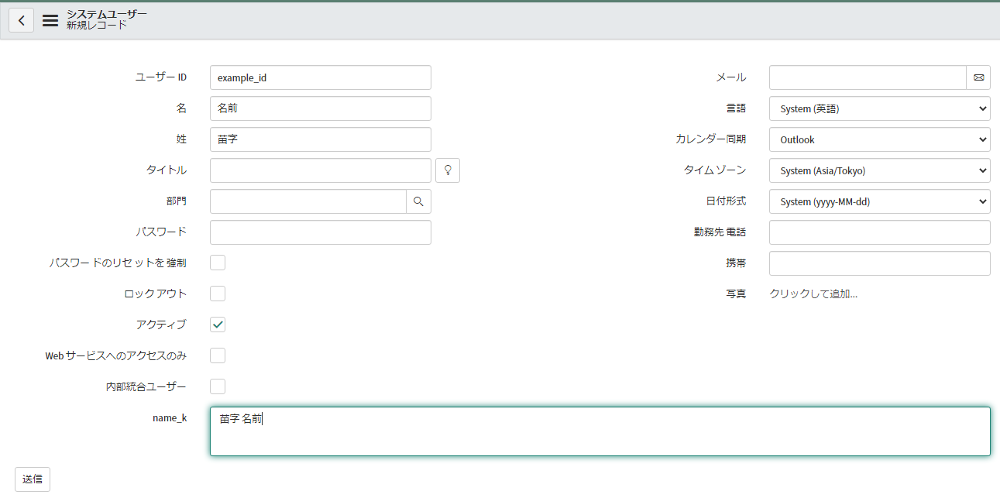 システムユーザー
新規レコード
ユーザー ID
example_id
名
名前
姓
苗字
タイトル
部門
パスワード
パスワードのリセットを強制
ロックアウト
アクティブ
Web サービスへのアクセスのみ
内部統合ユーザー
メール
言語
System (英語)
カレンダー同期
Outlook
タイムゾーン
System (Asia/Tokyo)
日付形式
System (yyyy-MM-dd)
勤務先電話
携帯
写真
クリックして追加...
name_k
苗字 名前
送信